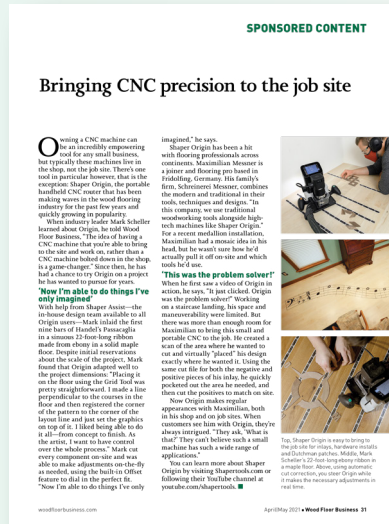 SPONSORED CONTENT
Bringing CNC precision to the job site
Owning a CNC machine can
be an incredibly empowering
tool for any small business,
but typically these machines live in
the shop, not the job site. There's one
tool in particular however, that is the
exception: Shaper Origin, the portable
handheld CNC router that has been
making waves in the wood flooring
industry for the past few years and
quickly growing in popularity.
When industry leader Mark Scheller
learned about Origin, he told Wood
Floor Business, "The idea of having a
CNC machine that you're able to bring
to the site and work on, rather than a
CNC machine bolted down in the shop,
is a game-changer." Since then, he has
had a chance to try Origin on a project
he has wanted to pursue for years.
'Now I'm able to do things I've
only imagined'
With help from Shaper Assist—the
in-house design team available to all
Origin users—Mark inlaid the first
nine bars of Handel's Passacaglia
in a sinuous 22-foot-long ribbon
made from ebony in a solid maple
floor. Despite initial reservations
about the scale of the project, Mark
found that Origin adapted well to
the project dimensions: "Placing it
on the floor using the Grid Tool was
pretty straightforward. I made a line
perpendicular to the courses in the
floor and then registered the corner
of the pattern to the corner of the
layout line and just set the graphics
on top of it. I liked being able to do
it all—from concept to finish. As
the artist, I want to have control
over the whole process." Mark cut
every component on-site and was
able to make adjustments on-the-fly
as needed, using the built-in Offset
feature to dial in the perfect fit.
"Now I'm able to do things I've only
imagined," he says.
Shaper Origin has been a hit
with flooring professionals across
continents. Maximilian Messner is
a joiner and flooring pro based in
Fridolfing, Germany. His family's
firm, Schreinerei Messner, combines
the modern and traditional in their
tools, techniques and designs. "In
this company, we use traditional
woodworking tools alongside high-
tech machines like Shaper Origin."
For a recent medallion installation,
Maximilian had a mosaic idea in his
head, but he wasn't sure how he'd
actually pull it off on-site and which
tools he'd use.
'This was the problem solver!'
When he first saw a video of Origin in
action, he says, "It just clicked. Origin
was the problem solver!" Working
on a staircase landing, his space and
maneuverability were limited. But
there was more than enough room for
Maximilian to bring this small and
portable CNC to the job. He created a
scan of the area where he wanted to
cut and virtually "placed" his design
exactly where he wanted it. Using the
same cut file for both the negative and
positive pieces of his inlay, he quickly
pocketed out the area he needed, and
then cut the positives to match on site.
Now Origin makes regular
appearances with Maximilian, both
in his shop and on job sites. When
customers see him with Origin, they're
always intrigued. "They ask, 'What is
that?' They can't believe such a small
machine has such a wide range of
applications."
You can learn more about Shaper
Origin by visiting Shapertools.com or
following their YouTube channel at
youtube.com/shapertools.
Top, Shaper Origin is easy to bring to
the job site for inlays, hardware installs
and Dutchman patches. Middle, Mark
Scheller's 22-foot-long ebony ribbon in
a maple floor. Above, using automatic
cut correction, you steer Origin while
it makes the necessary adjustments in
real time.
woodfloorbusiness.com
April|May 2021 ■ Wood Floor Business 31